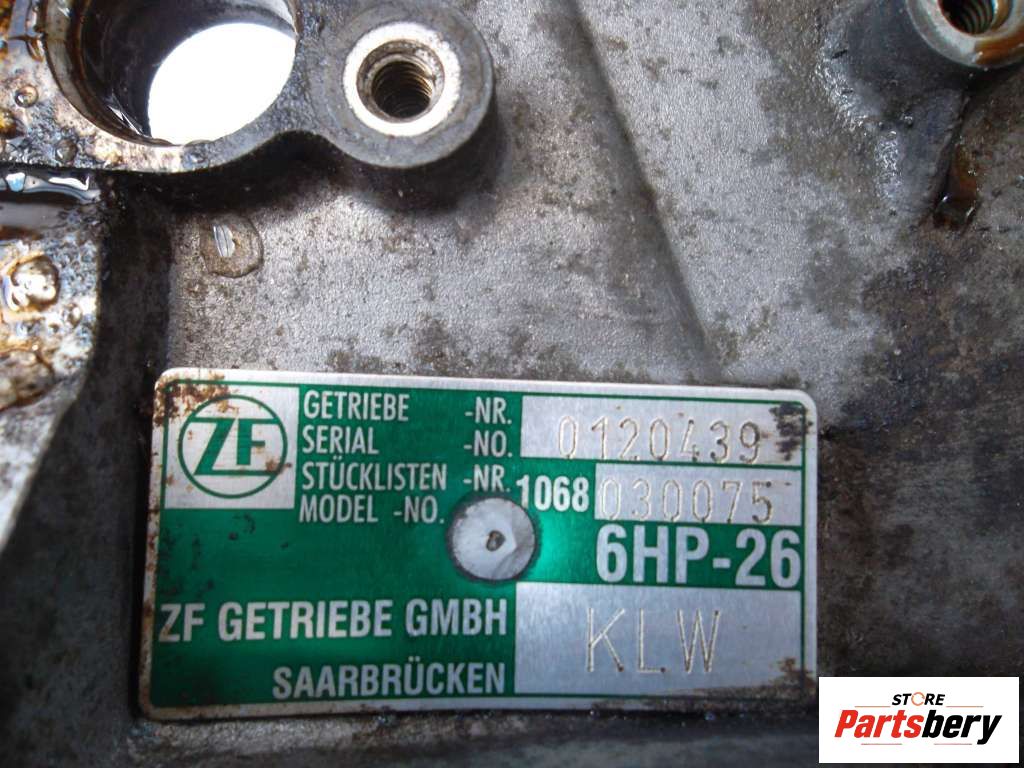 ZF
GETRIEBE -NR.
SERIAL -NO. 0120439
STÜCKLISTEN -NR.
MODEL -NO. 1068 030075
6HP-26
ZF GETRIEBE GMBH KLW
SAARBRÜCKEN
STORE
Partsbery